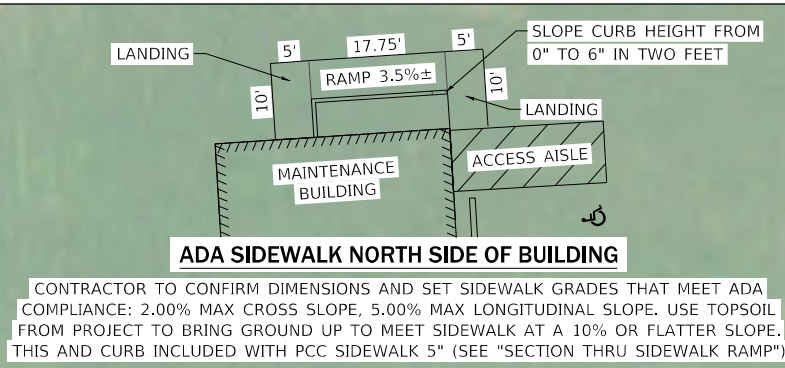 LANDING
5'
17.75'
5'
SLOPE CURB HEIGHT FROM
0" TO 6" IN TWO FEET
RAMP 3.5%±
10'
10'
LANDING
MAINTENANCE
BUILDING
ACCESS AISLE
ADA SIDEWALK NORTH SIDE OF BUILDING
CONTRACTOR TO CONFIRM DIMENSIONS AND SET SIDEWALK GRADES THAT MEET ADA
COMPLIANCE: 2.00% MAX CROSS SLOPE, 5.00% MAX LONGITUDINAL SLOPE. USE TOPSOIL
FROM PROJECT TO BRING GROUND UP TO MEET SIDEWALK AT A 10% OR FLATTER SLOPE.
THIS AND CURB INCLUDED WITH PCC SIDEWALK 5" (SEE "SECTION THRU SIDEWALK RAMP")